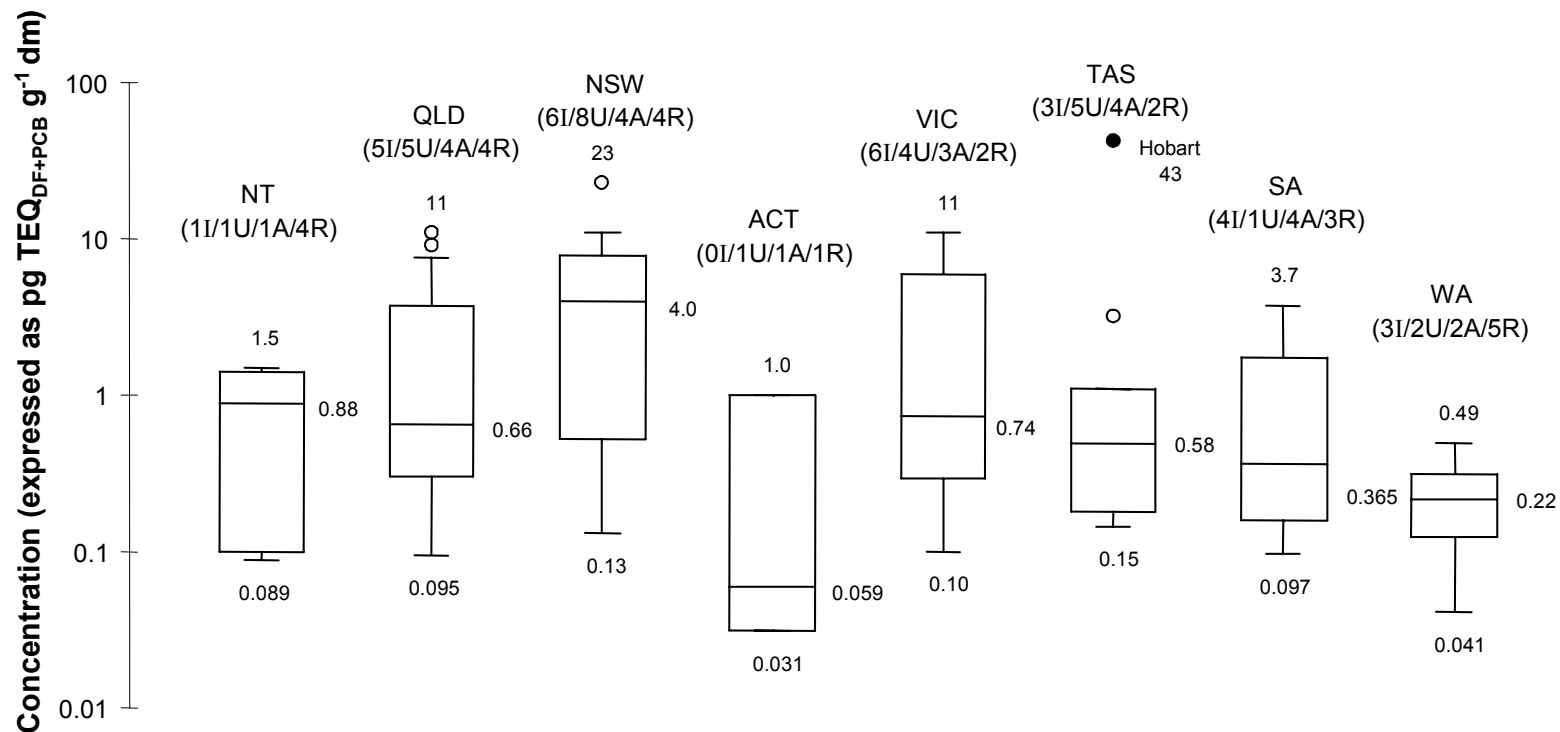 Concentration (expressed as pg TEQDF+PCB g-1 dm)
100
10
1
0.1
0.01
NT
(1I/1U/1A/4R)
1.5
0.88
0.089
QLD
(5I/5U/4A/4R)
11
0.66
0.095
NSW
(6I/8U/4A/4R)
23
4.0
0.13
ACT
(0I/1U/1A/1R)
1.0
0.059
0.031
VIC
(6I/4U/3A/2R)
11
0.74
0.10
TAS
(3I/5U/4A/2R)
Hobart
43
0.58
0.15
SA
(4I/1U/4A/3R)
3.7
0.365
0.097
WA
(3I/2U/2A/5R)
0.49
0.22
0.041